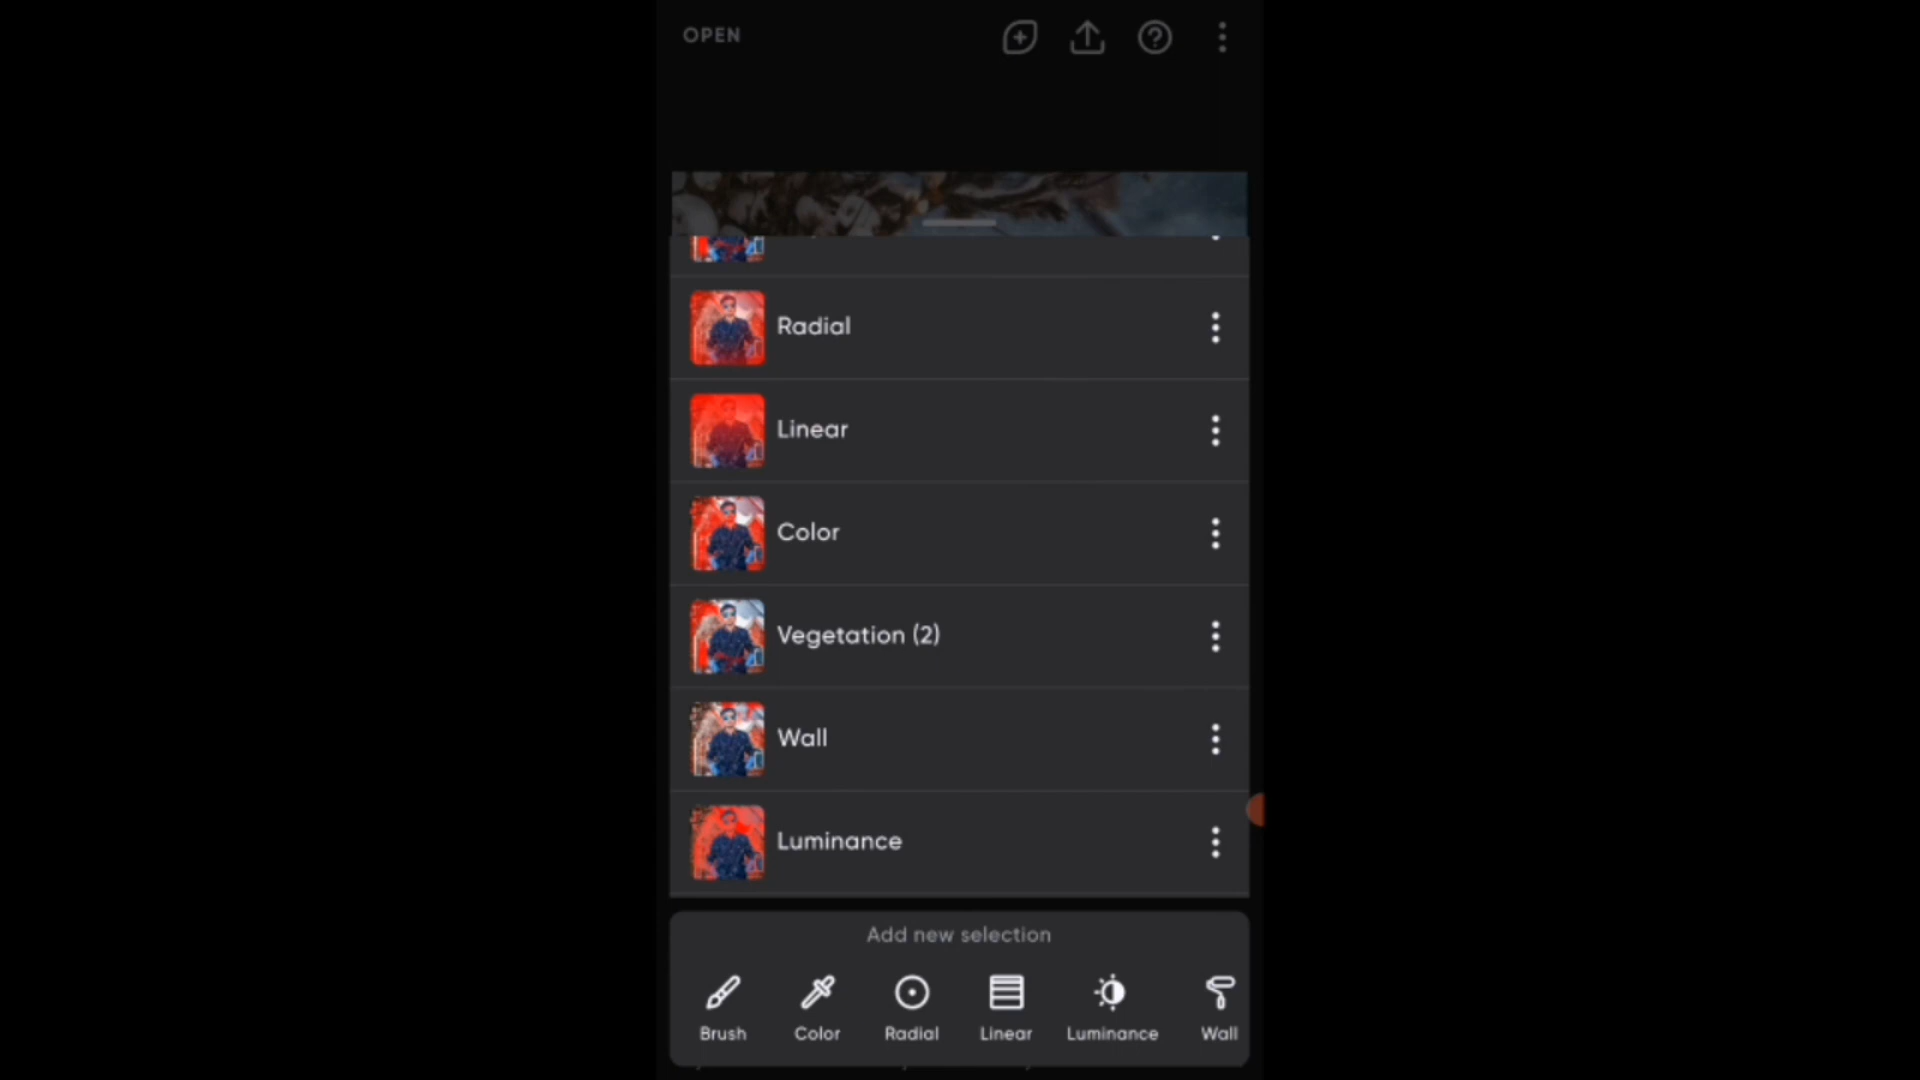 OPEN
Radial
Linear
Color
Vegetation (2)
Wall
Luminance
Add new selection
Brush
Color
Radial
Linear
Luminance
Wall